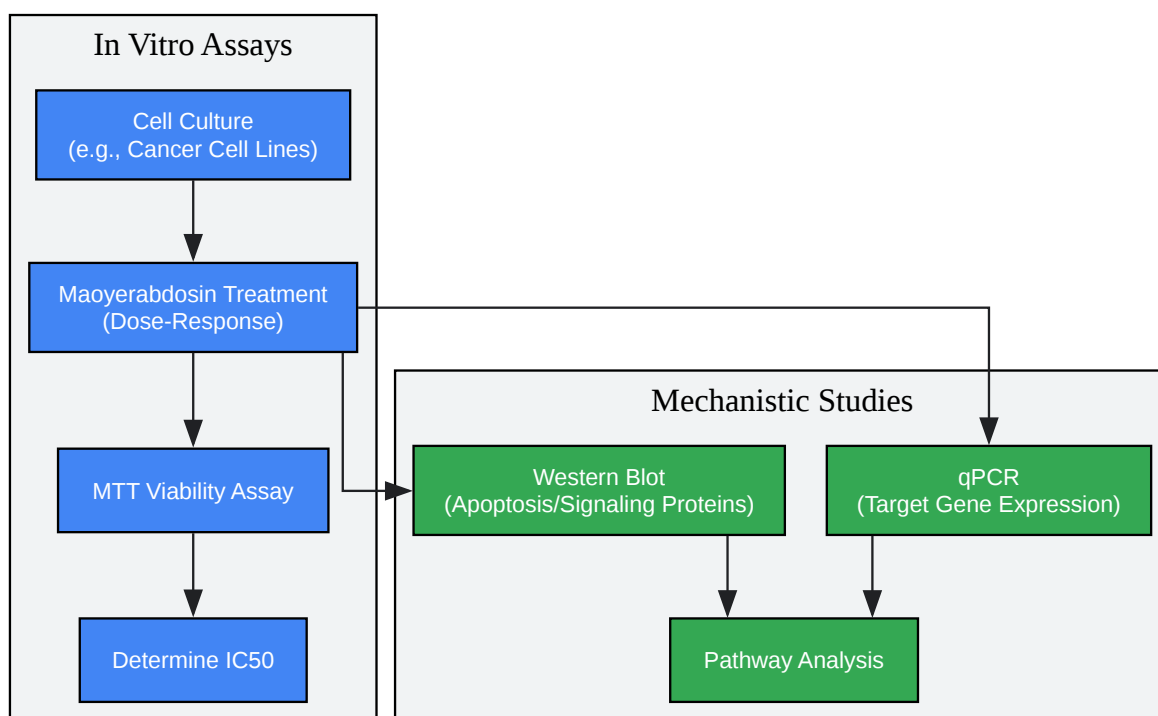 In Vitro Assays
Cell Culture
(e.g., Cancer Cell Lines)
Maoyerabdosin Treatment
(Dose-Response)
MTT Viability Assay
Determine IC50
Mechanistic Studies
Western Blot
(Apoptosis/Signaling Proteins)
qPCR
(Target Gene Expression)
Pathway Analysis